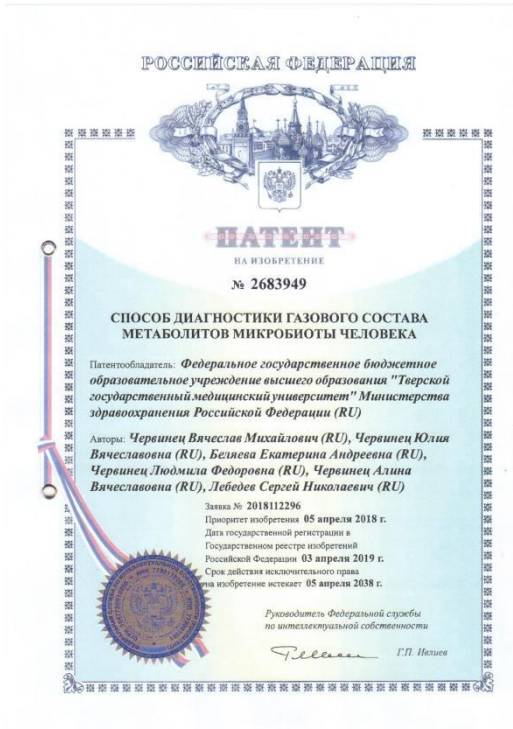 РОССИЙСКАЯ ФЕДЕРАЦИЯ
ПАТЕНТ
НА ИЗОБРЕТЕНИЕ
№ 2683949
СПОСОБ ДИАГНОСТИКИ ГАЗОВОГО СОСТАВА
МЕТАБОЛИТОВ МИКРОБИОТЫ ЧЕЛОВЕКА
Патентообладатель: Федеральное государственное бюджетное
образовательное учреждение высшего образования "Тверской
государственный медицинский университет" Министерства
здравоохранения Российской Федерации (RU)
Авторы: Червинец Вячеслав Михайлович (RU), Червинец Юлия
Вячеславовна (RU), Беляева Екатерина Андреевна (RU),
Червинец Людмила Федоровна (RU), Червинец Алина
Вячеславовна (RU), Лебедев Сергей Николаевич (RU)
Заявка № 2018112296
Приоритет изобретения 05 апреля 2018 г.
Дата государственной регистрации в
Государственном реестре изобретений
Российской Федерации 03 апреля 2019 г.
Срок действия исключительного права
на изобретение истекает 05 апреля 2038 г.
Руководитель Федеральной службы
по интеллектуальной собственности
Г.П. Ивлиев